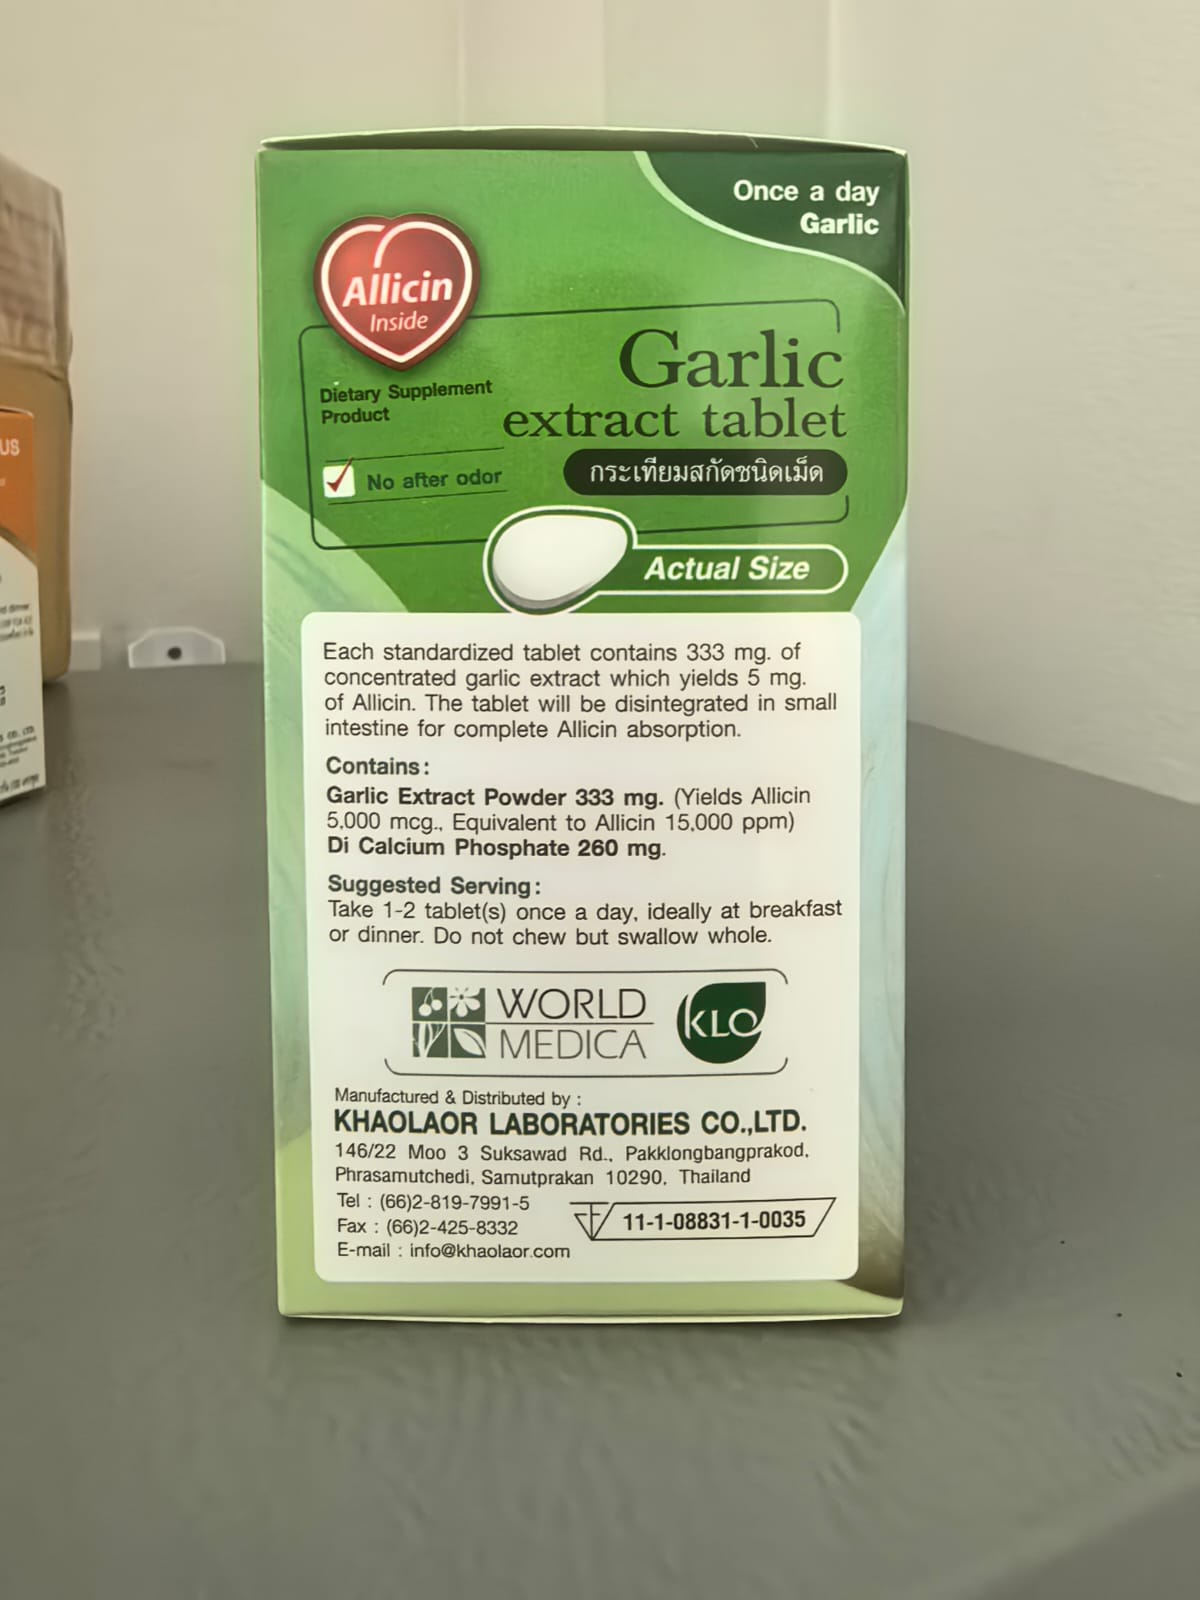 Once a day
Garlic
Allicin
Inside
Garlic
extract tablet
Dietary Supplement
Product
กระเทียมสกัดชนิดเม็ด
No after odor
Actual Size
Each standardized tablet contains 333 mg. of
concentrated garlic extract which yields 5 mg.
of Allicin. The tablet will be disintegrated in small
intestine for complete Allicin absorption.
Contains:
Garlic Extract Powder 333 mg. (Yields Allicin
5,000 mcg., Equivalent to Allicin 15,000 ppm)
Di Calcium Phosphate 260 mg.
Suggested Serving:
Take 1-2 tablet(s) once a day, ideally at breakfast
or dinner. Do not chew but swallow whole.
WORLD
MEDICA
KLO
Manufactured & Distributed by :
KHAOLAOR LABORATORIES CO.,LTD.
146/22 Moo 3 Suksawad Rd., Pakklongbangprakod,
Phrasamutchedi, Samutprakan 10290, Thailand
Tel : (66)2-819-7991-5
Fax : (66)2-425-8332
11-1-08831-1-0035
E-mail : info@khaolaor.com
US
dinner
CO., LTD.